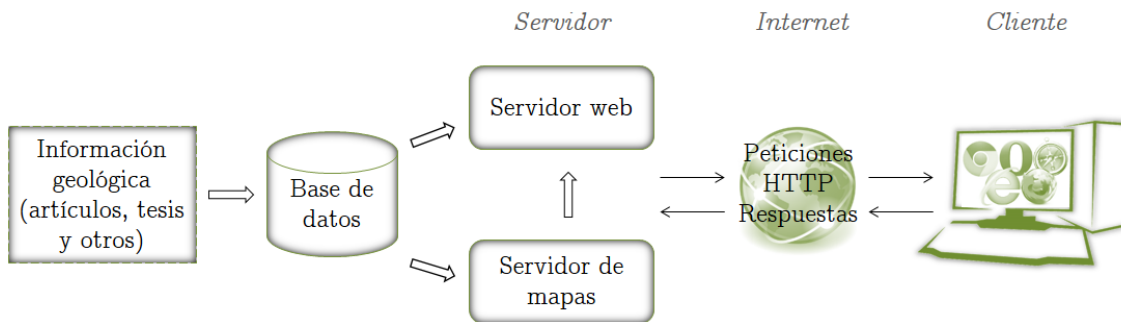 Servidor
Internet
Cliente
Información
geológica
(artículos, tesis
y otros)
Base de
datos
Servidor web
Servidor de
mapas
Peticiones
HTTP
Respuestas